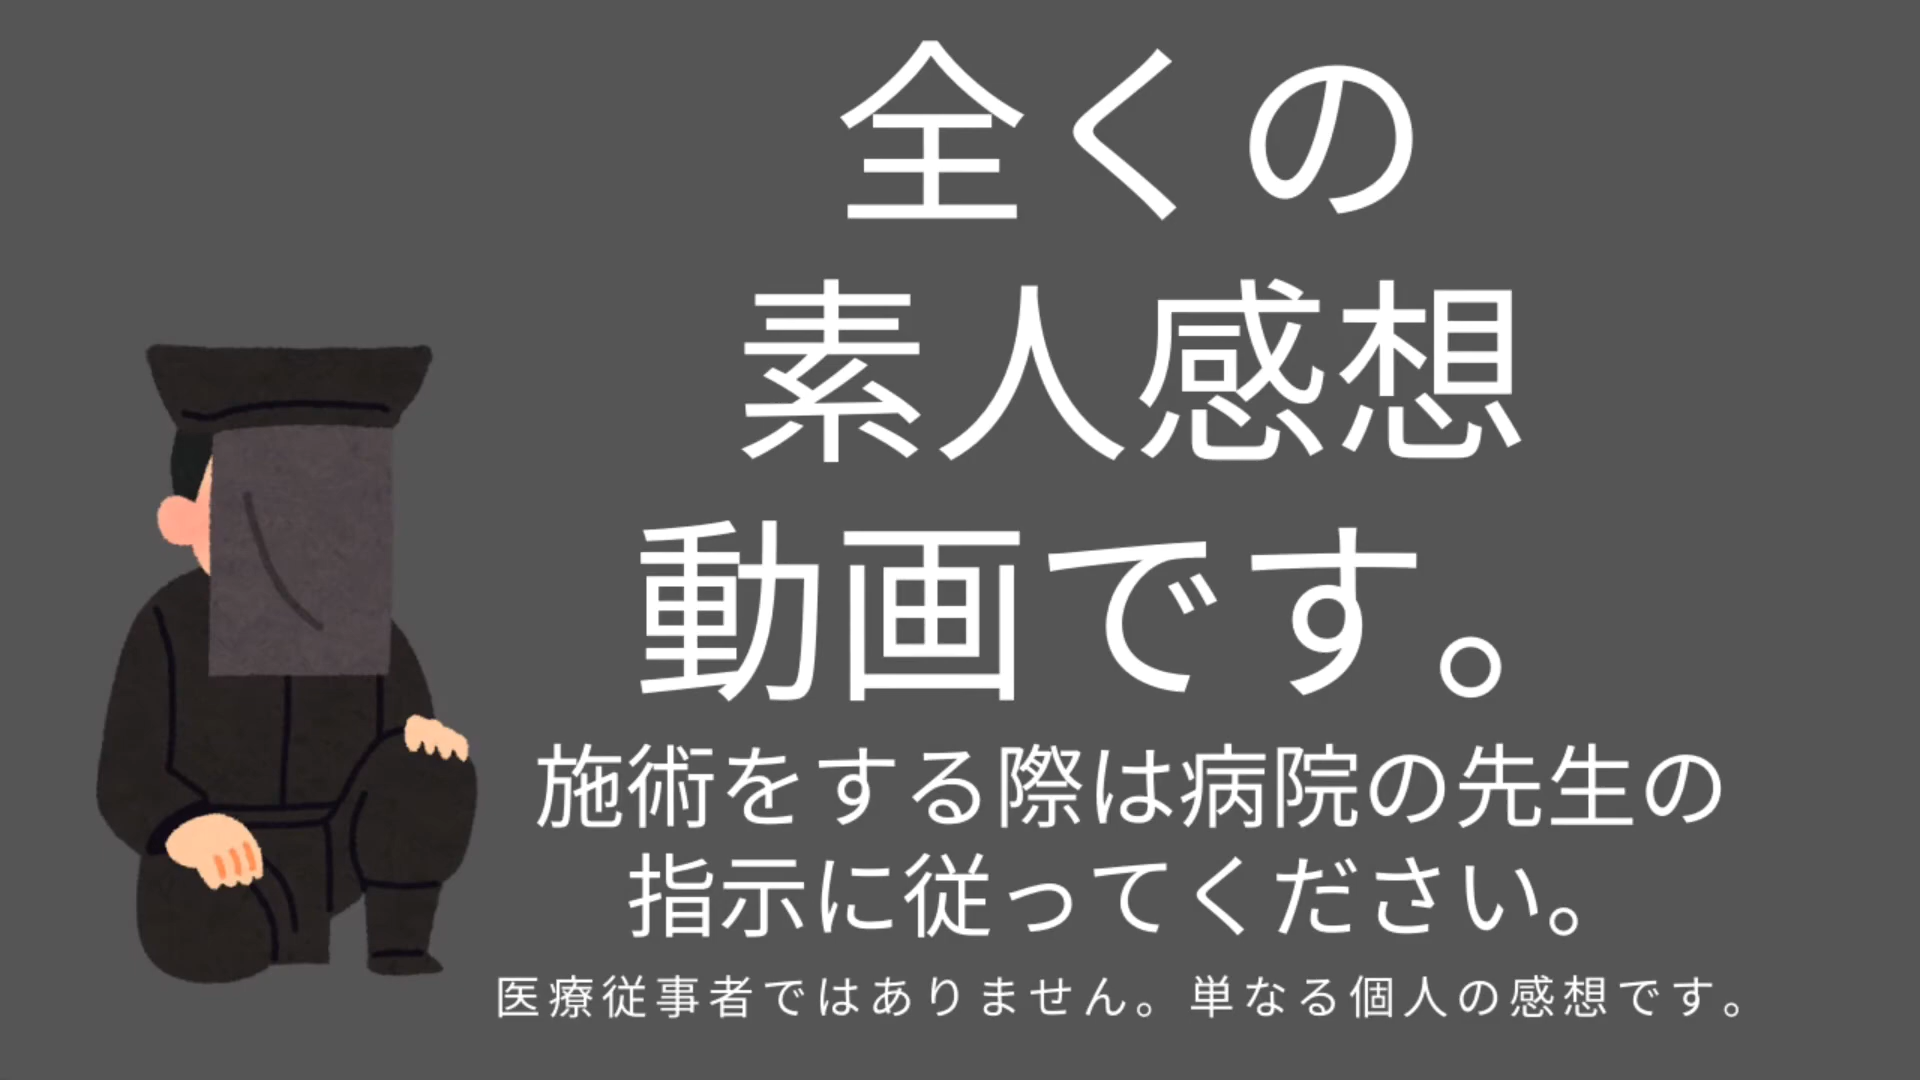 全くの
素人感想
動画です。
施術をする際は病院の先生の
指示に従ってください。
医療従事者ではありません。単なる個人の感想です。